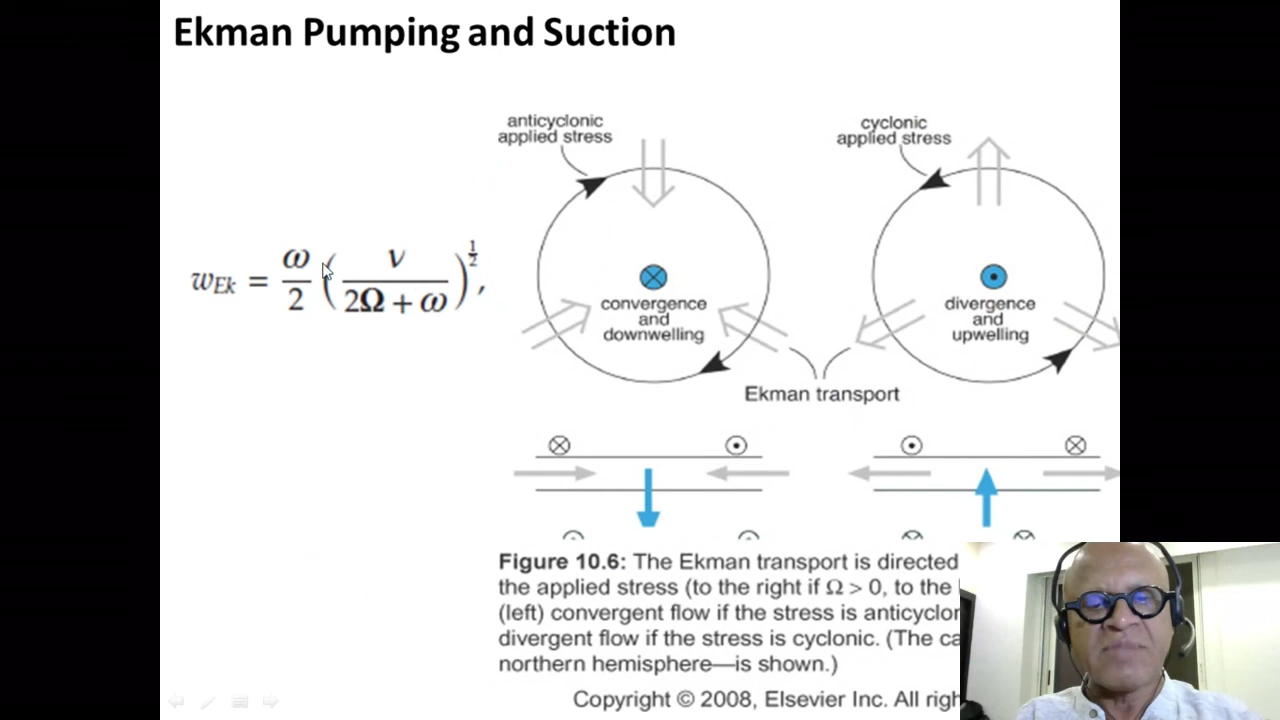 Ekman Pumping and Suction
anticyclonic
applied stress
cyclonic
applied stress
w_Ek = ω/2 (ν/(2Ω + ω))^(1/2),
convergence
and
downwelling
divergence
and
upwelling
Ekman transport
Figure 10.6: The Ekman transport is directed
the applied stress (to the right if Ω > 0, to the
(left) convergent flow if the stress is anticyclon
divergent flow if the stress is cyclonic. (The ca
northern hemisphere—is shown.)
Copyright © 2008, Elsevier Inc. All righ